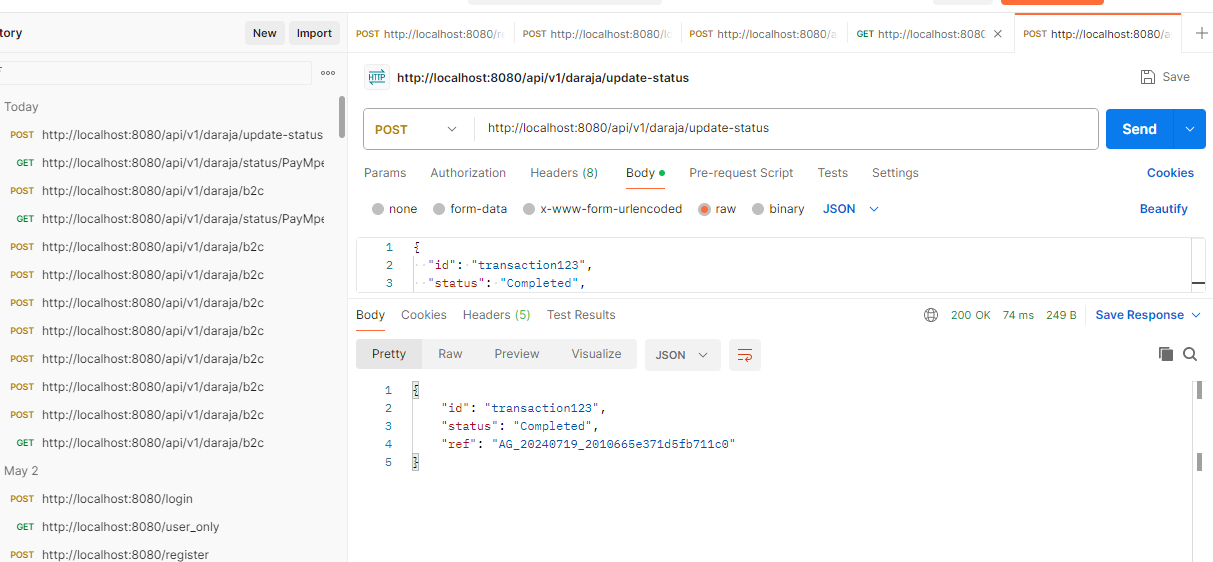 tory
New Import
POST http://localhost:8080/re
POST http://localhost:8080/lo
POST http://localhost:8080/a
GET http://localhost:8080/
POST http://localhost:8080/a
http://localhost:8080/api/v1/daraja/update-status
Save
POST
http://localhost:8080/api/v1/daraja/update-status
Send
Params Authorization Headers (8) Body Pre-request Script Tests Settings
Cookies
none form-data x-www-form-urlencoded raw binary JSON
Beautify
1 {
2 "id": "transaction123",
3 "status": "Completed",
Body Cookies Headers (5) Test Results
200 OK 74 ms 249 B Save Response
Pretty Raw Preview Visualize JSON
1 {
2 "id": "transaction123",
3 "status": "Completed",
4 "ref": "AG_20240719_2010665e371d5fb711c0"
5 }
Today
POST http://localhost:8080/api/v1/daraja/update-status
GET http://localhost:8080/api/v1/daraja/status/PayMpe
POST http://localhost:8080/api/v1/daraja/b2c
GET http://localhost:8080/api/v1/daraja/status/PayMpe
POST http://localhost:8080/api/v1/daraja/b2c
POST http://localhost:8080/api/v1/daraja/b2c
POST http://localhost:8080/api/v1/daraja/b2c
POST http://localhost:8080/api/v1/daraja/b2c
POST http://localhost:8080/api/v1/daraja/b2c
POST http://localhost:8080/api/v1/daraja/b2c
POST http://localhost:8080/api/v1/daraja/b2c
GET http://localhost:8080/api/v1/daraja/b2c
May 2
POST http://localhost:8080/login
GET http://localhost:8080/user_only
POST http://localhost:8080/register